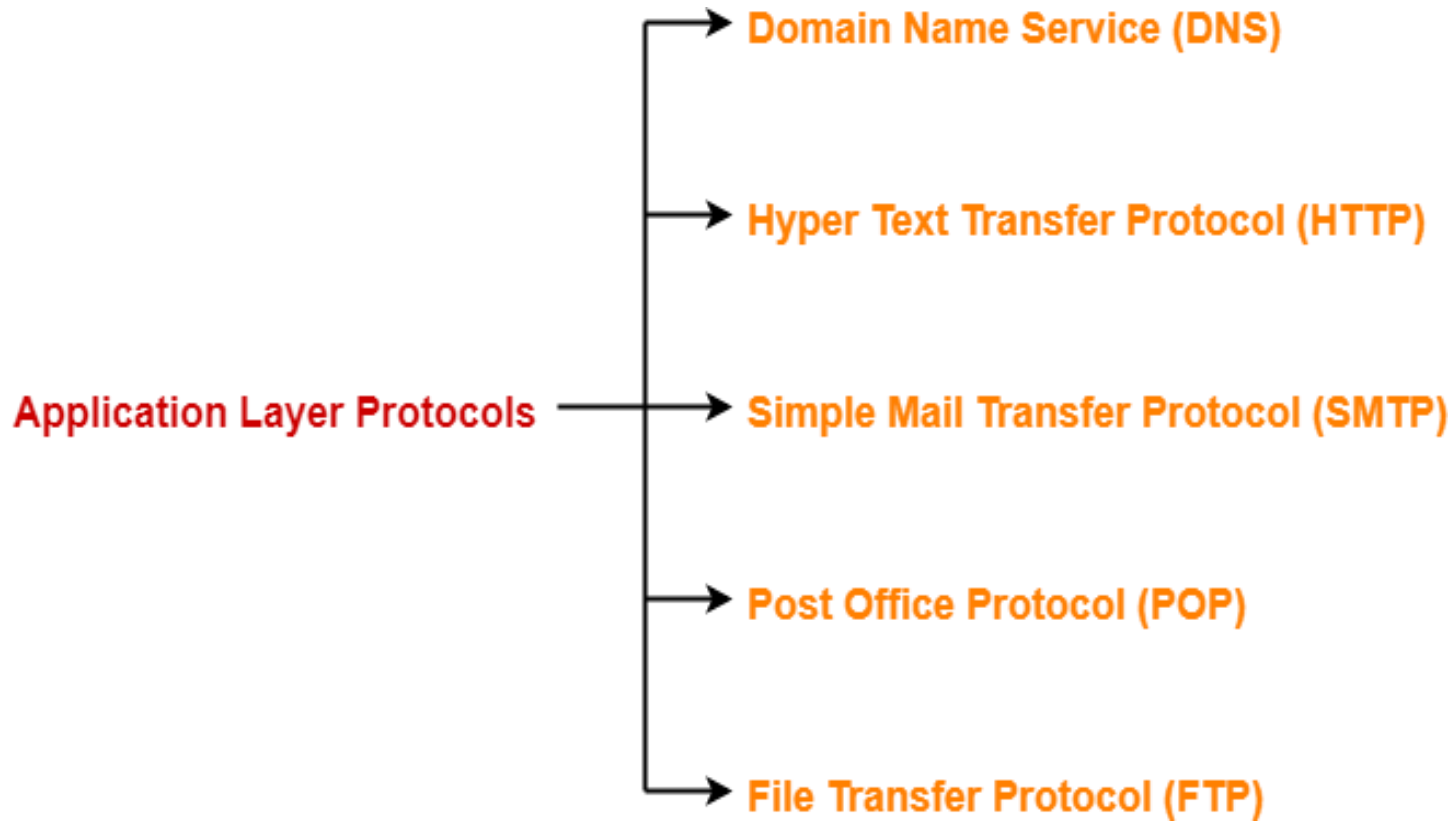 Domain Name Service (DNS)
Hyper Text Transfer Protocol (HTTP)
Application Layer Protocols
Simple Mail Transfer Protocol (SMTP)
Post Office Protocol (POP)
File Transfer Protocol (FTP)